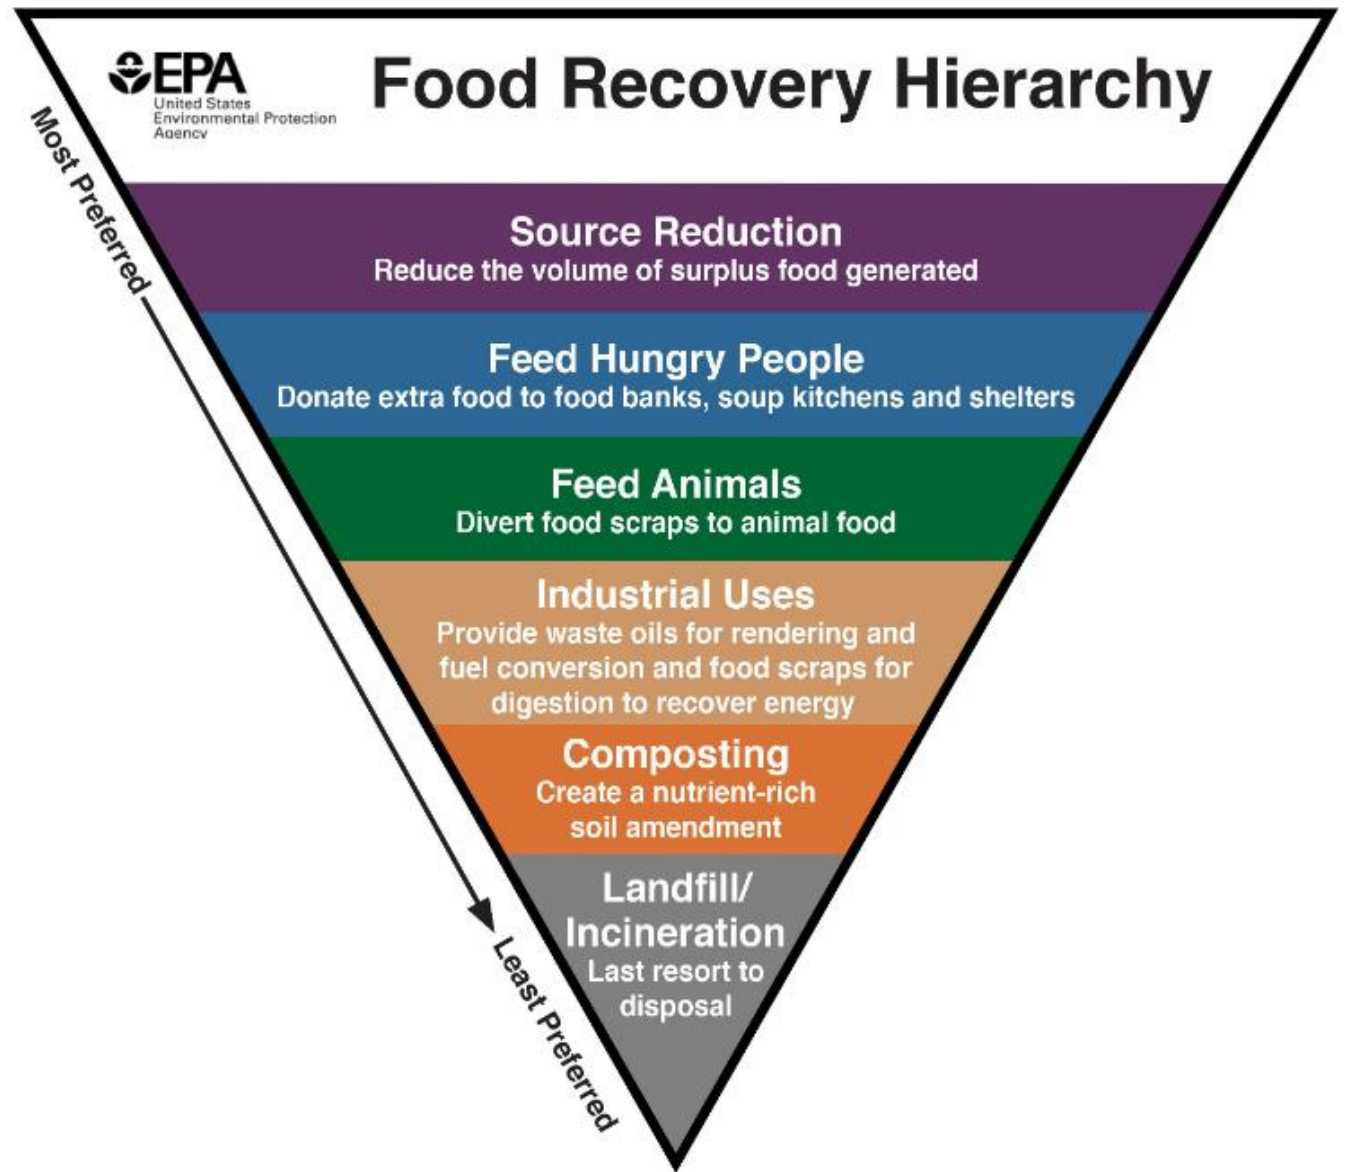 EPA
United States
Environmental Protection
Agency
Food Recovery Hierarchy
Most Preferred
Source Reduction
Reduce the volume of surplus food generated
Feed Hungry People
Donate extra food to food banks, soup kitchens and shelters
Feed Animals
Divert food scraps to animal food
Industrial Uses
Provide waste oils for rendering and
fuel conversion and food scraps for
digestion to recover energy
Composting
Create a nutrient-rich
soil amendment
Landfill/
Incineration
Last resort to
disposal
Least Preferred